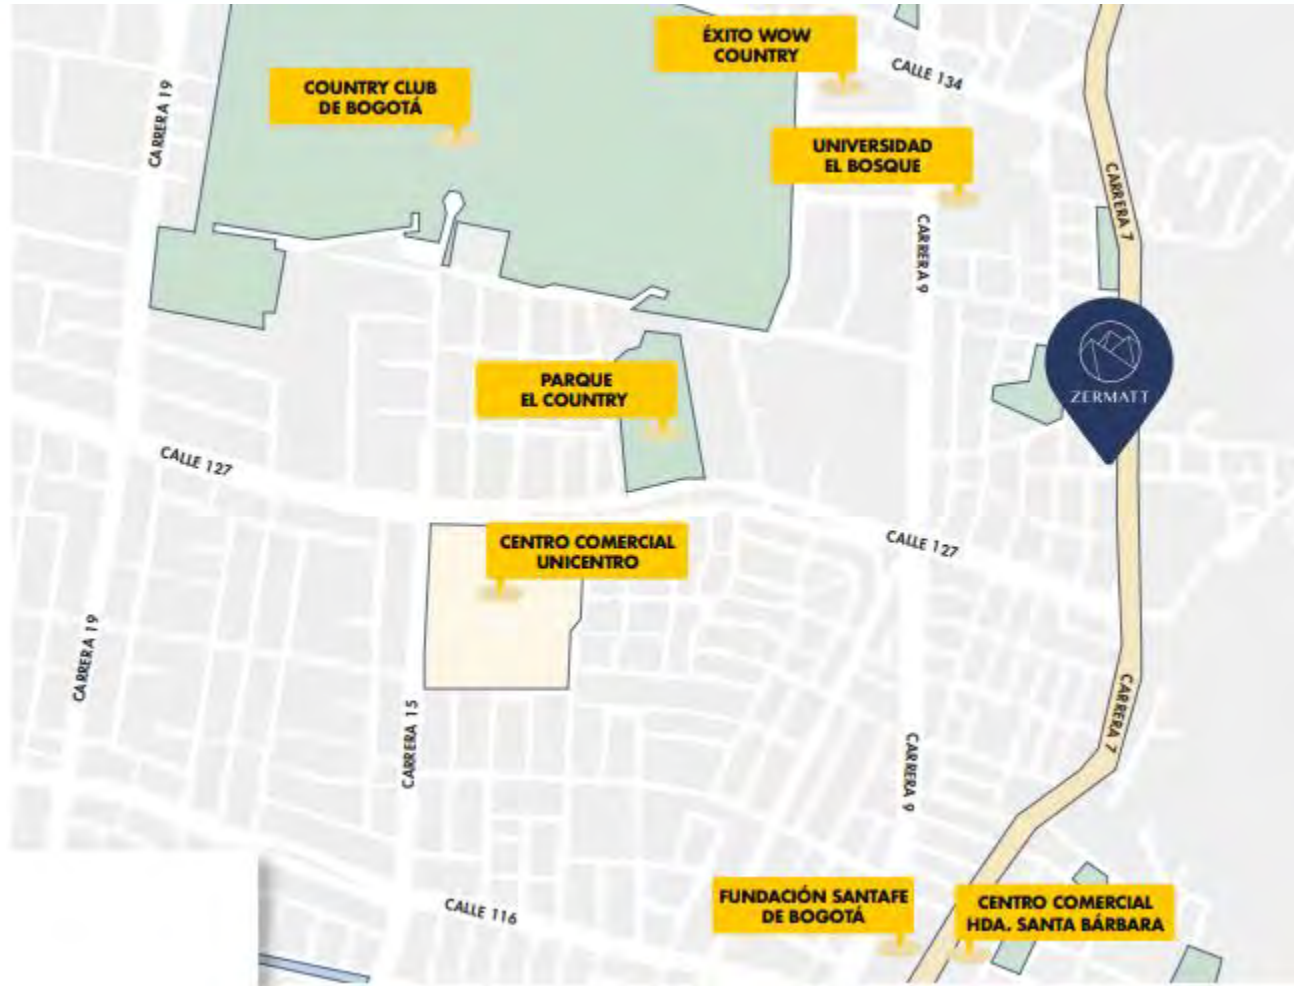 ÉXITO WOW
COUNTRY
CALLE 134
COUNTRY CLUB
DE BOGOTÁ
CARRERA 19
UNIVERSIDAD
EL BOSQUE
CARRERA 7
CARRERA 9
ZERMATT
PARQUE
EL COUNTRY
CALLE 127
CENTRO COMERCIAL
UNICENTRO
CALLE 127
CARRERA 19
CARRERA 15
CARRERA 7
CARRERA 9
FUNDACIÓN SANTAFE
DE BOGOTÁ
CENTRO COMERCIAL
HDA. SANTA BÁRBARA
CALLE 116